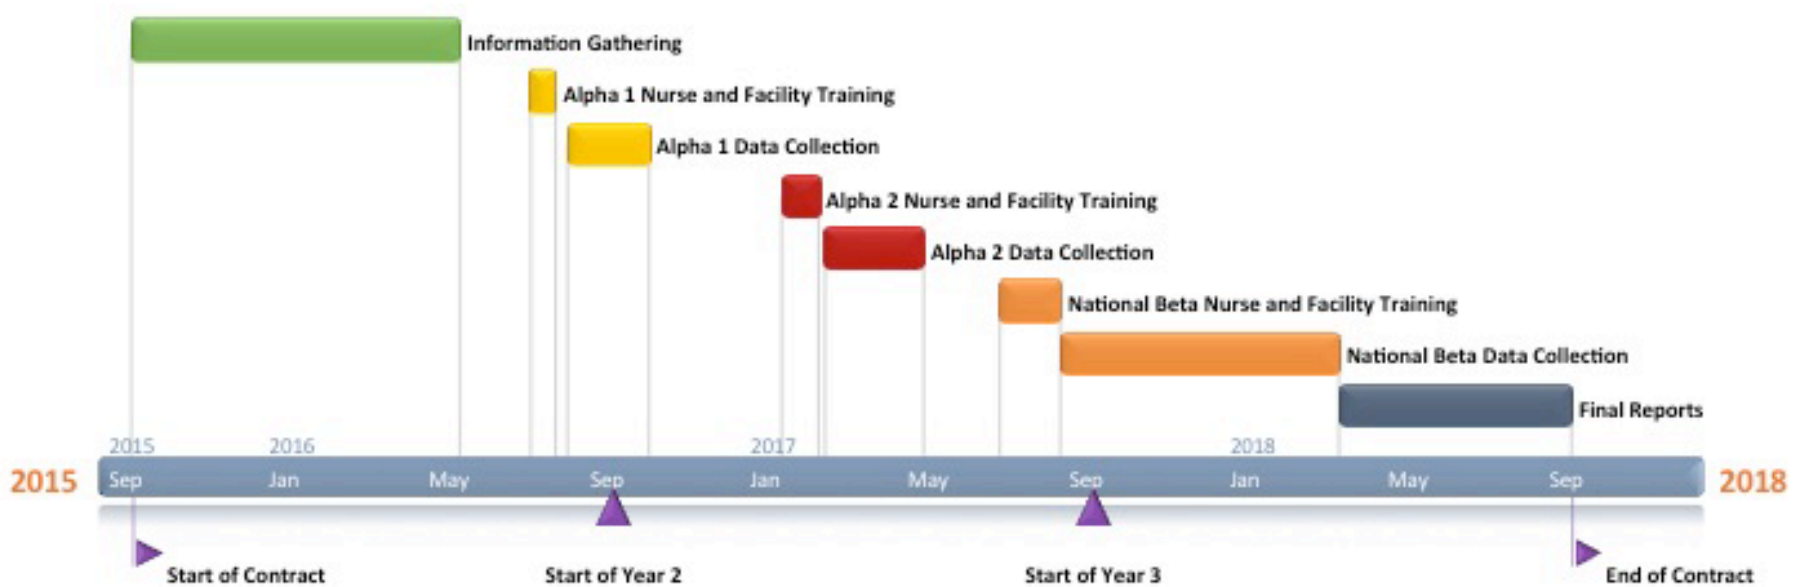 Information Gathering
Alpha 1 Nurse and Facility Training
Alpha 1 Data Collection
Alpha 2 Nurse and Facility Training
Alpha 2 Data Collection
National Beta Nurse and Facility Training
National Beta Data Collection
Final Reports
2015 2016 2017 2018
2015 Sep Jan May Sep Jan May Sep Jan May Sep 2018
Start of Contract Start of Year 2 Start of Year 3 End of Contract